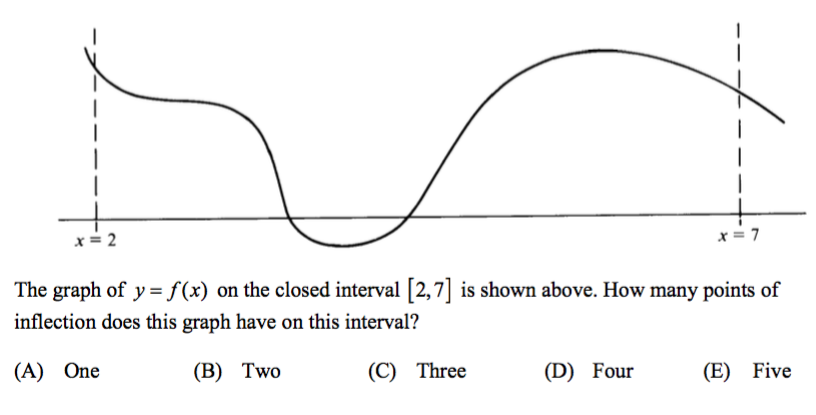 x = 2
x = 7
The graph of y = f(x) on the closed interval [2,7] is shown above. How many points of
inflection does this graph have on this interval?
(A) One (B) Two (C) Three (D) Four (E) Five